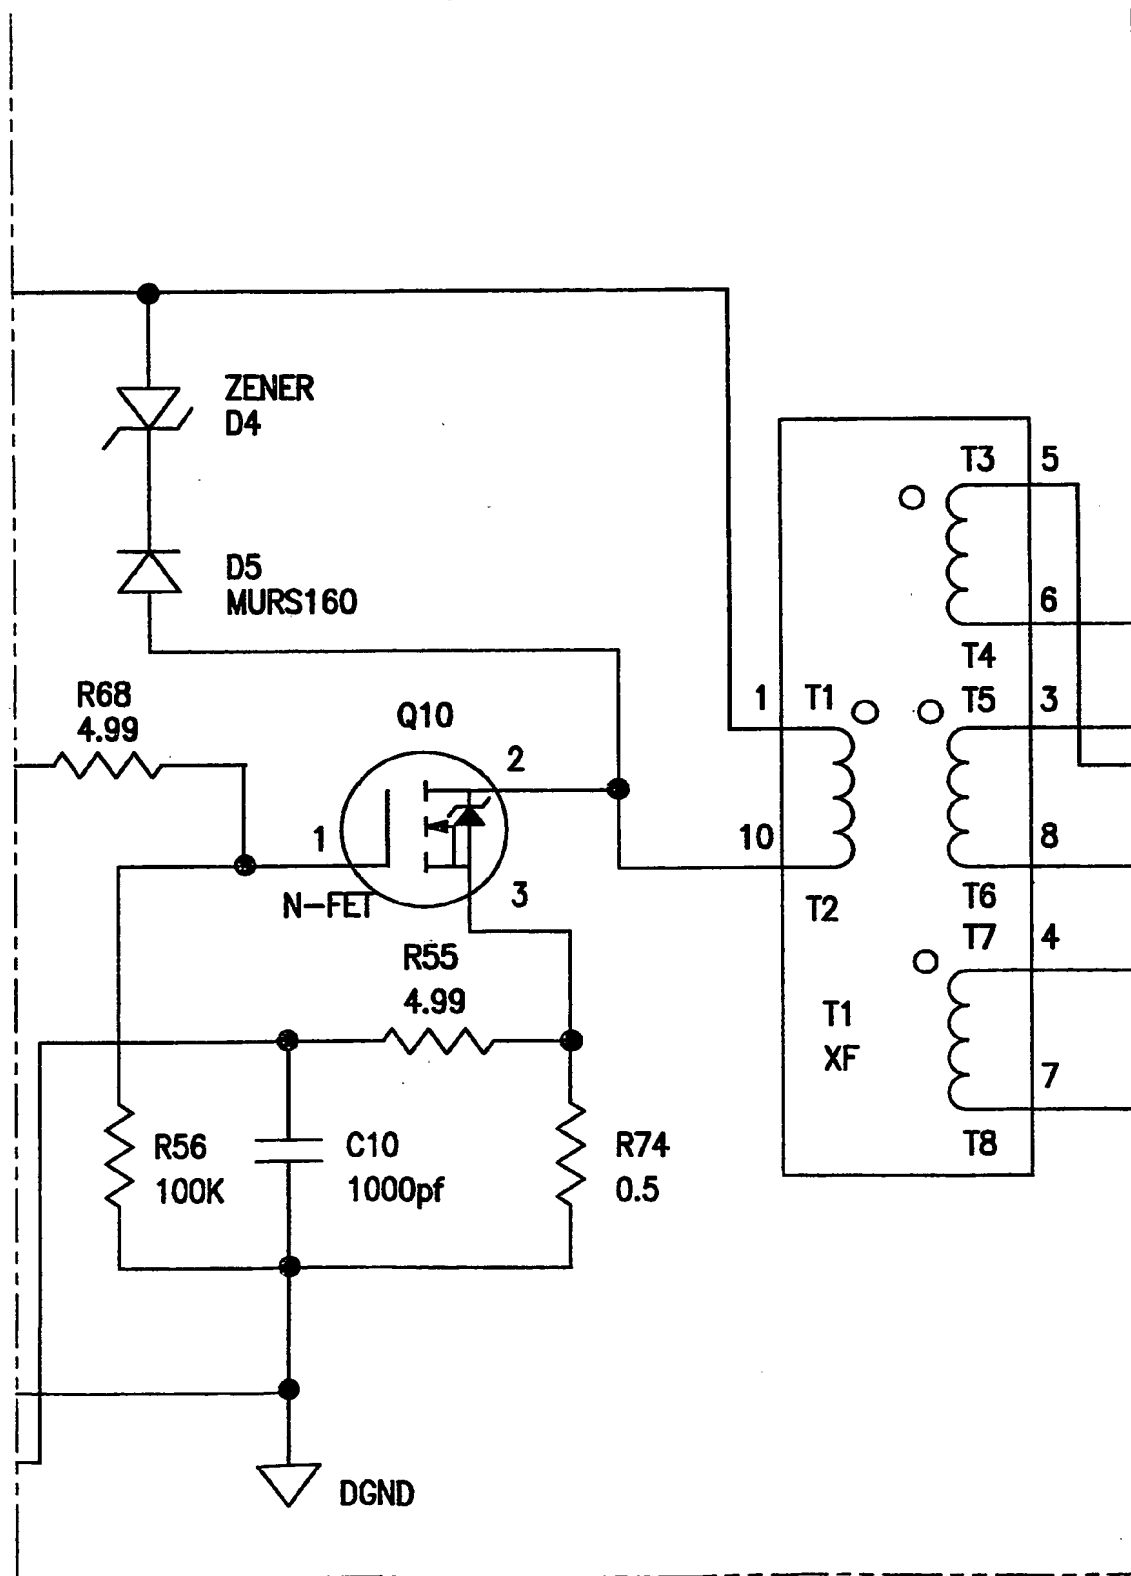 ZENER
D4
D5
MURS160
R68
4.99
Q10
2
1
3
N-FET
R55
4.99
R56
100K
C10
1000pf
R74
0.5
DGND
1
T1
10
T2
T1
XF
T3
5
6
T4
T5
3
8
T6
T7
4
7
T8